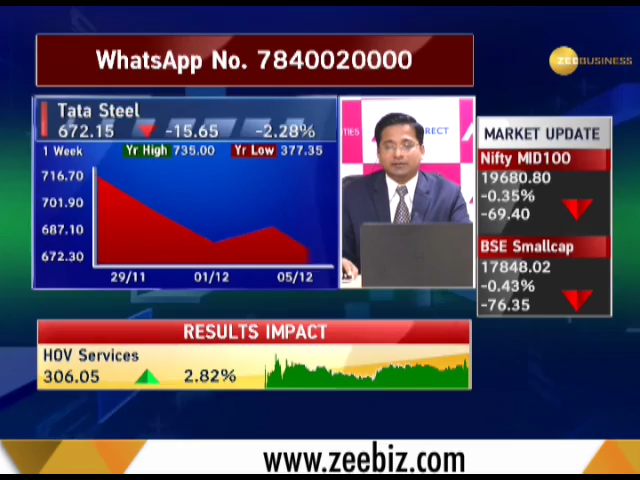 WhatsApp No. 7840020000
ZEEBUSINESS
Tata Steel
672.15 -15.65 -2.28%
1 Week Yr High 735.00 Yr Low 377.35
716.70
701.90
687.10
672.30
29/11 01/12 05/12
ITIES
IRECT
MARKET UPDATE
Nifty MID100
19680.80
-0.35%
-69.40
BSE Smallcap
17848.02
-0.43%
-76.35
RESULTS IMPACT
HOV Services
306.05 2.82%
www.zeebiz.com